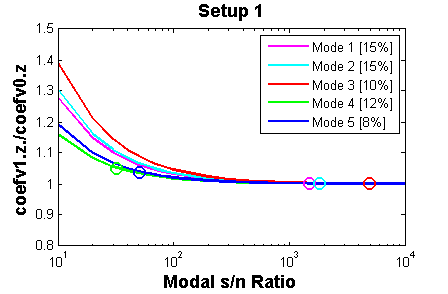 Setup 1
coefv1.z./coefv0.z
1.5
1.4
1.3
1.2
1.1
1
0.9
0.8
Mode 1 [15%]
Mode 2 [15%]
Mode 3 [10%]
Mode 4 [12%]
Mode 5 [8%]
10^1
10^2
10^3
10^4
Modal s/n Ratio